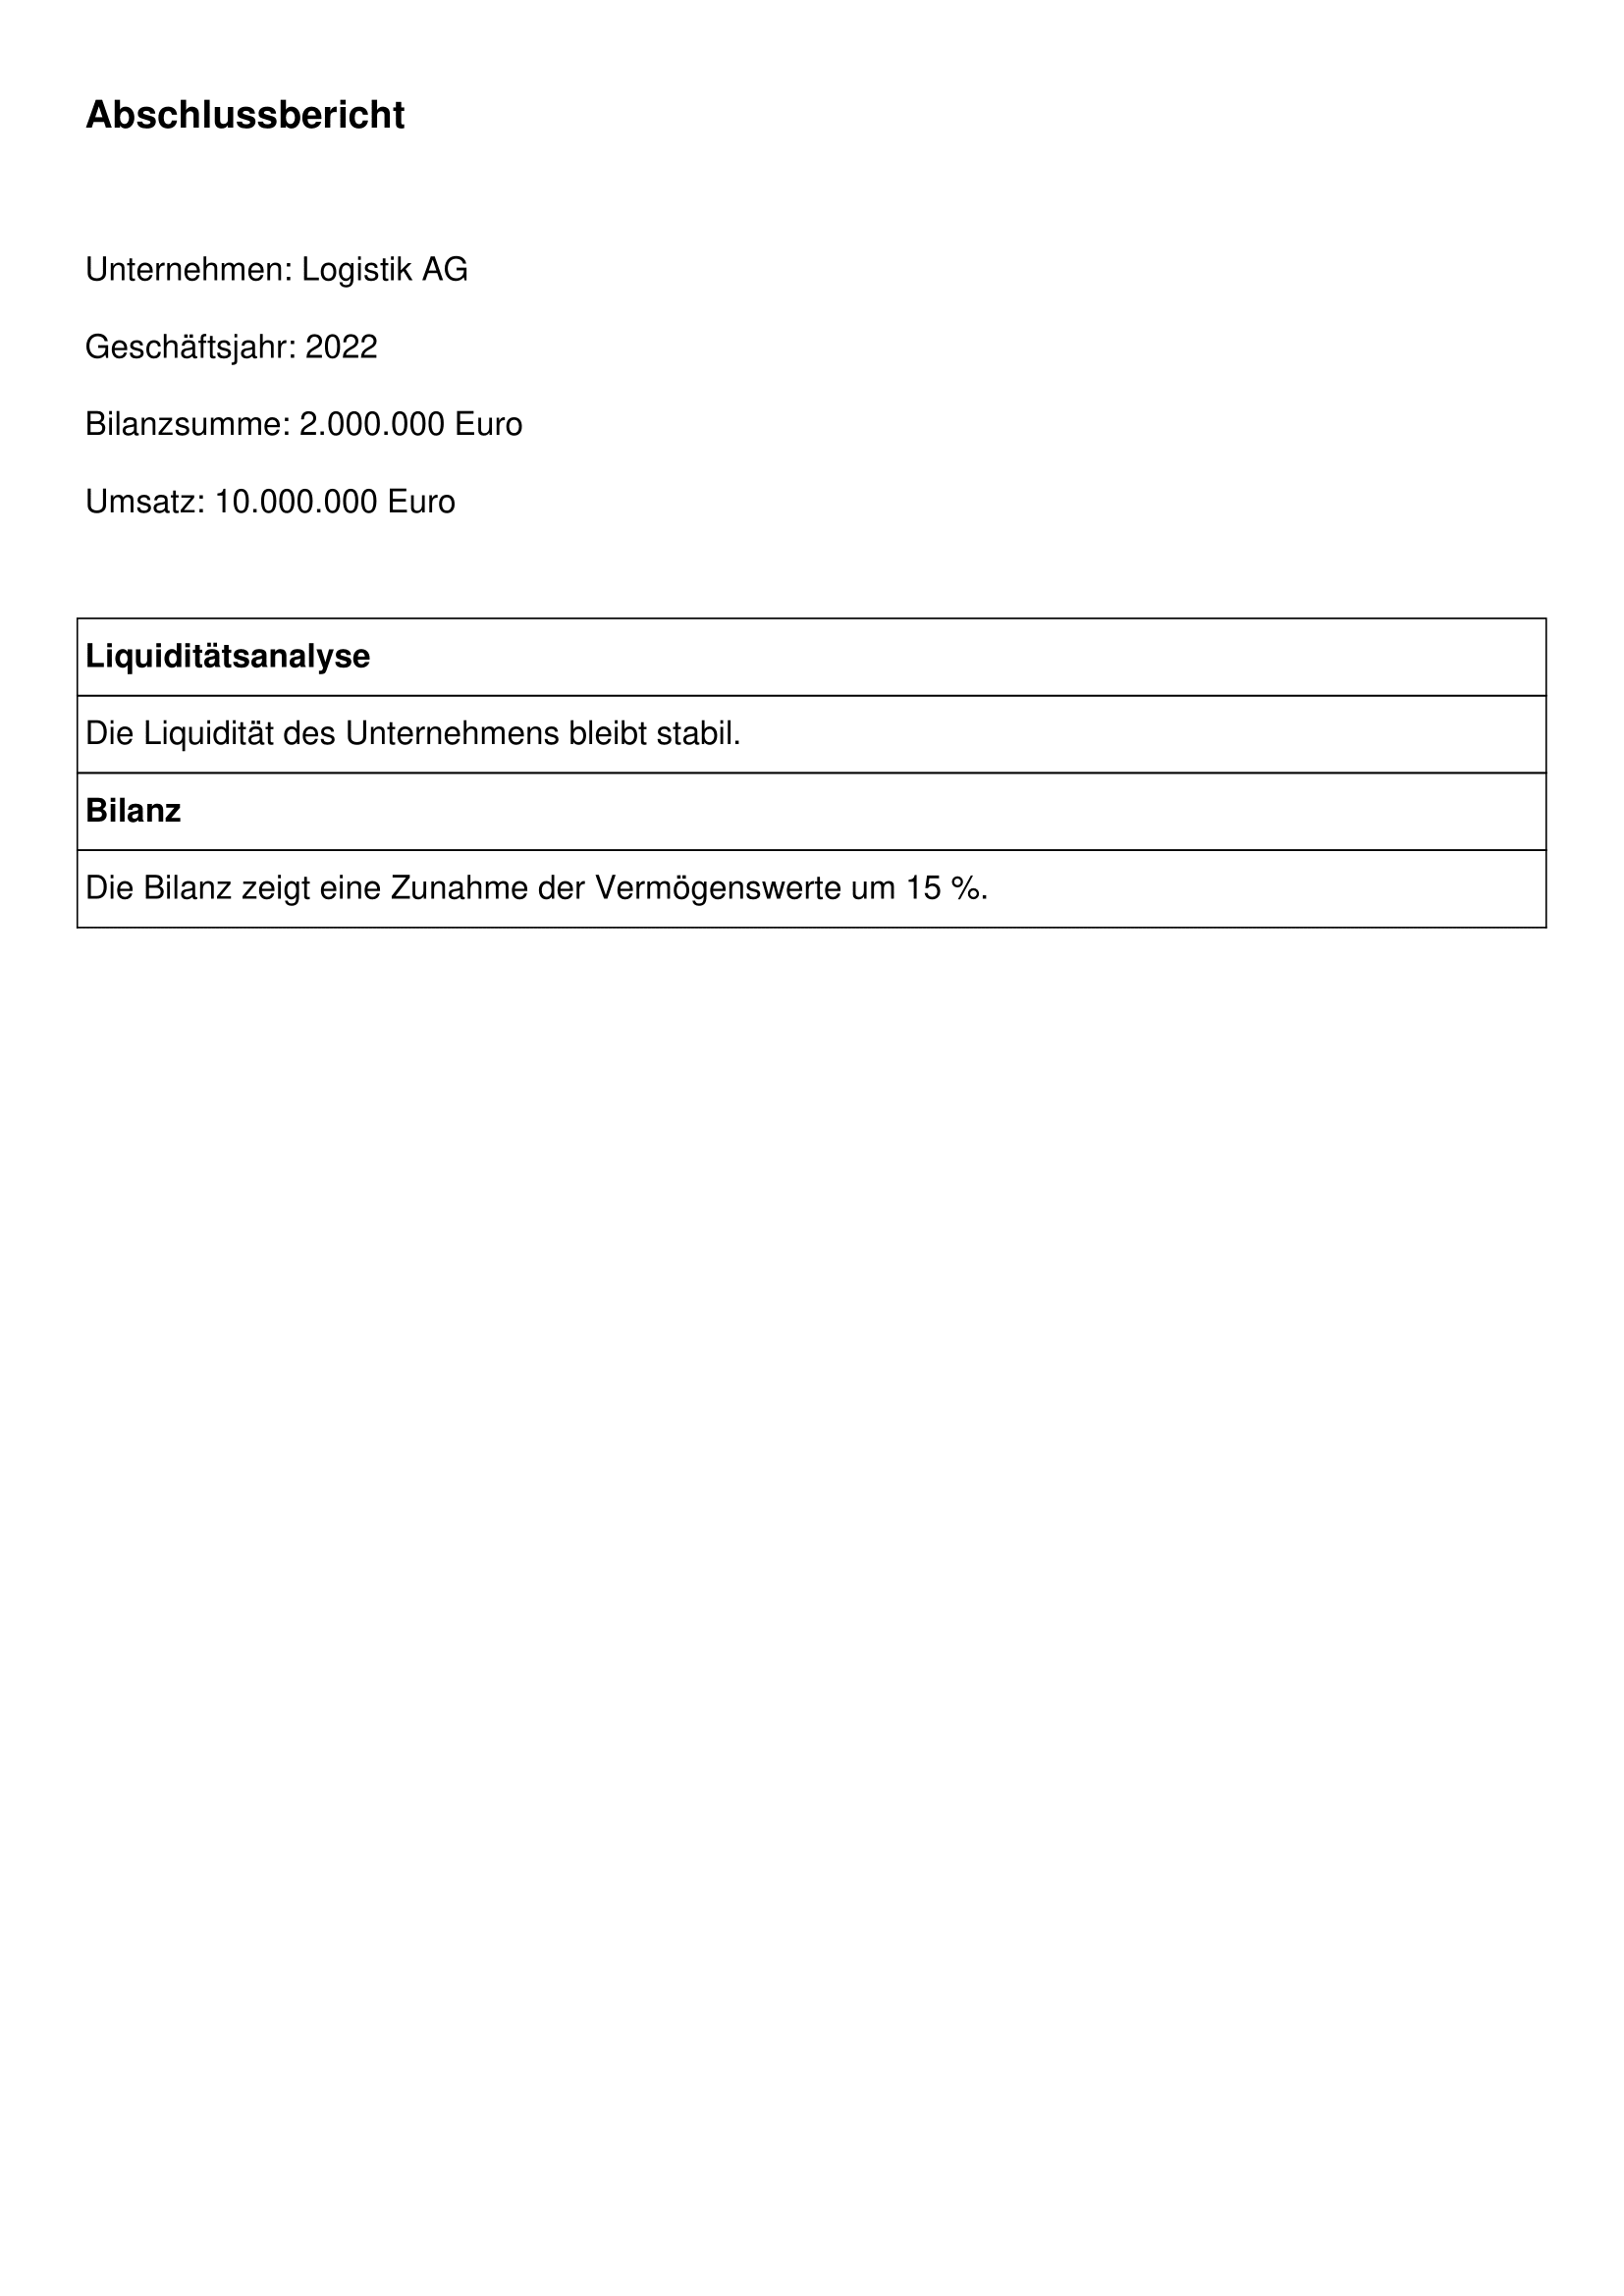 Abschlussbericht
Unternehmen: Logistik AG
Geschäftsjahr: 2022
Bilanzsumme: 2.000.000 Euro
Umsatz: 10.000.000 Euro
Liquiditätsanalyse
Die Liquidität des Unternehmens bleibt stabil.
Bilanz
Die Bilanz zeigt eine Zunahme der Vermögenswerte um 15 %.